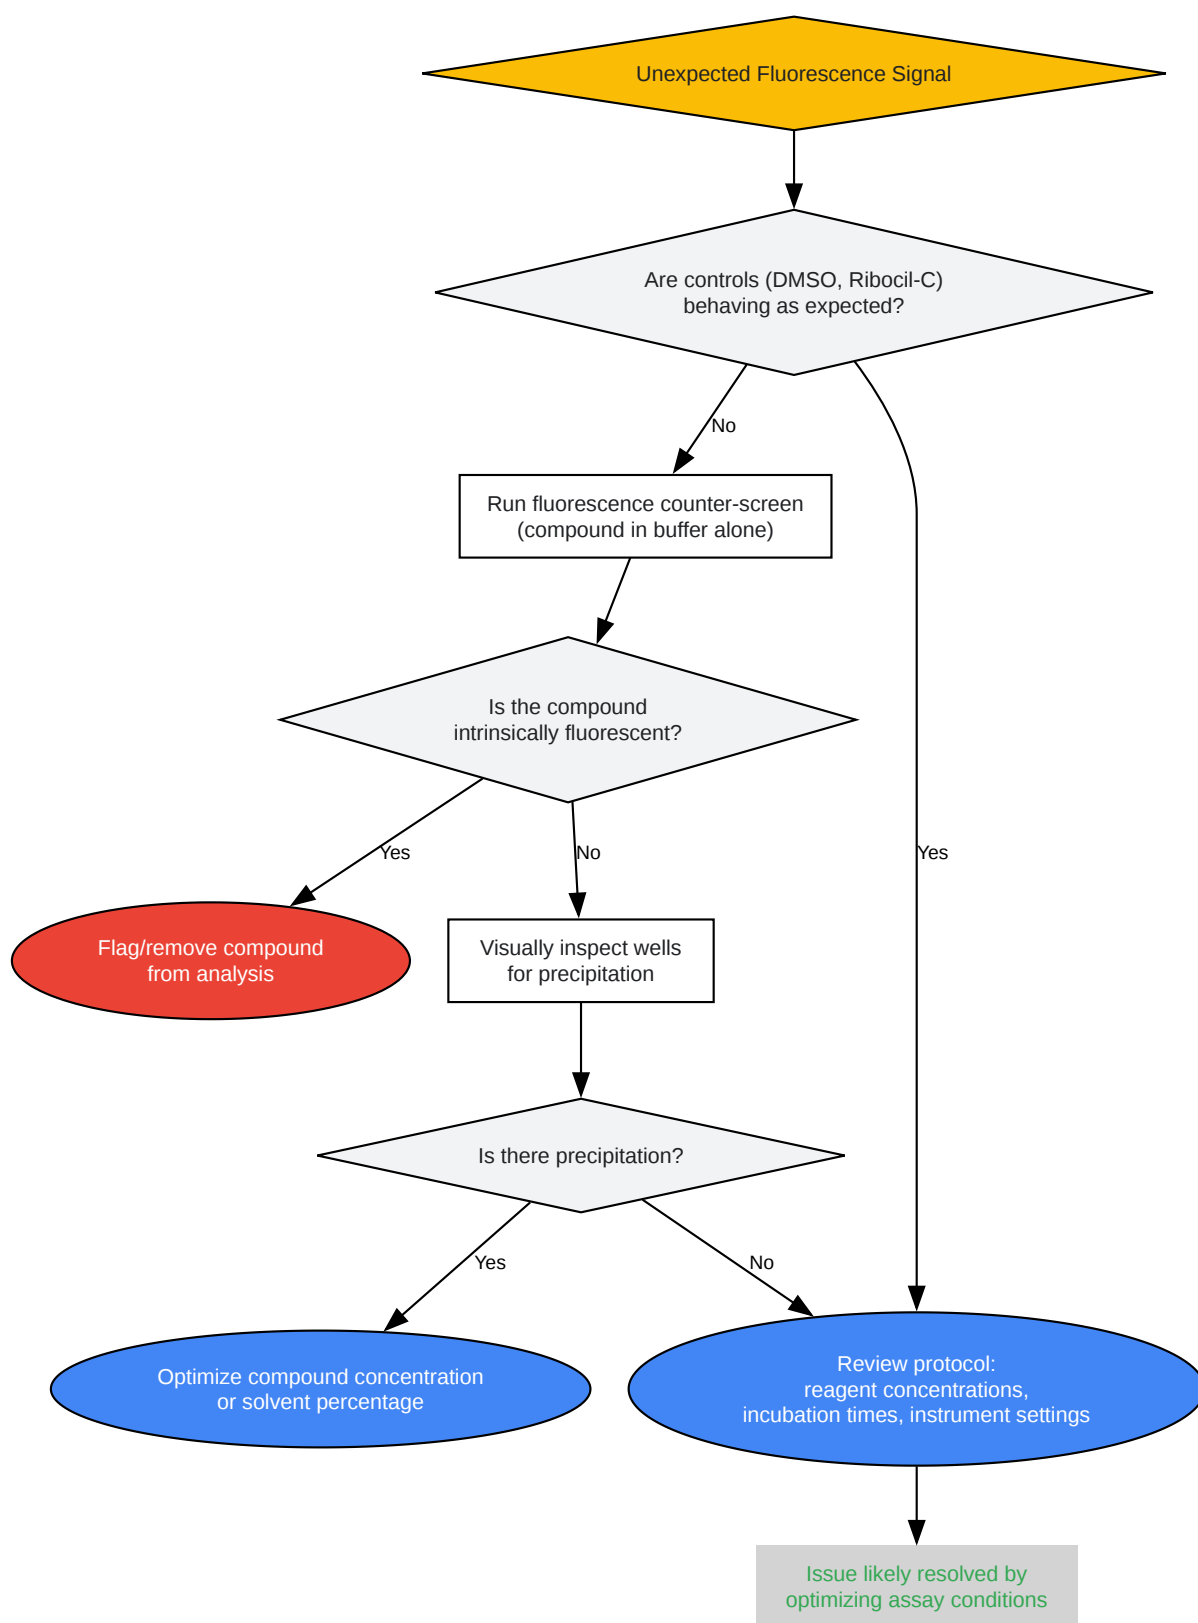 Unexpected Fluorescence Signal
Are controls (DMSO, Ribocil-C)
behaving as expected?
No
Run fluorescence counter-screen
(compound in buffer alone)
Is the compound
intrinsically fluorescent?
Yes
No
Yes
Flag/remove compound
from analysis
Visually inspect wells
for precipitation
Is there precipitation?
Yes
No
Optimize compound concentration
or solvent percentage
Review protocol:
reagent concentrations,
incubation times, instrument settings
Issue likely resolved by
optimizing assay conditions